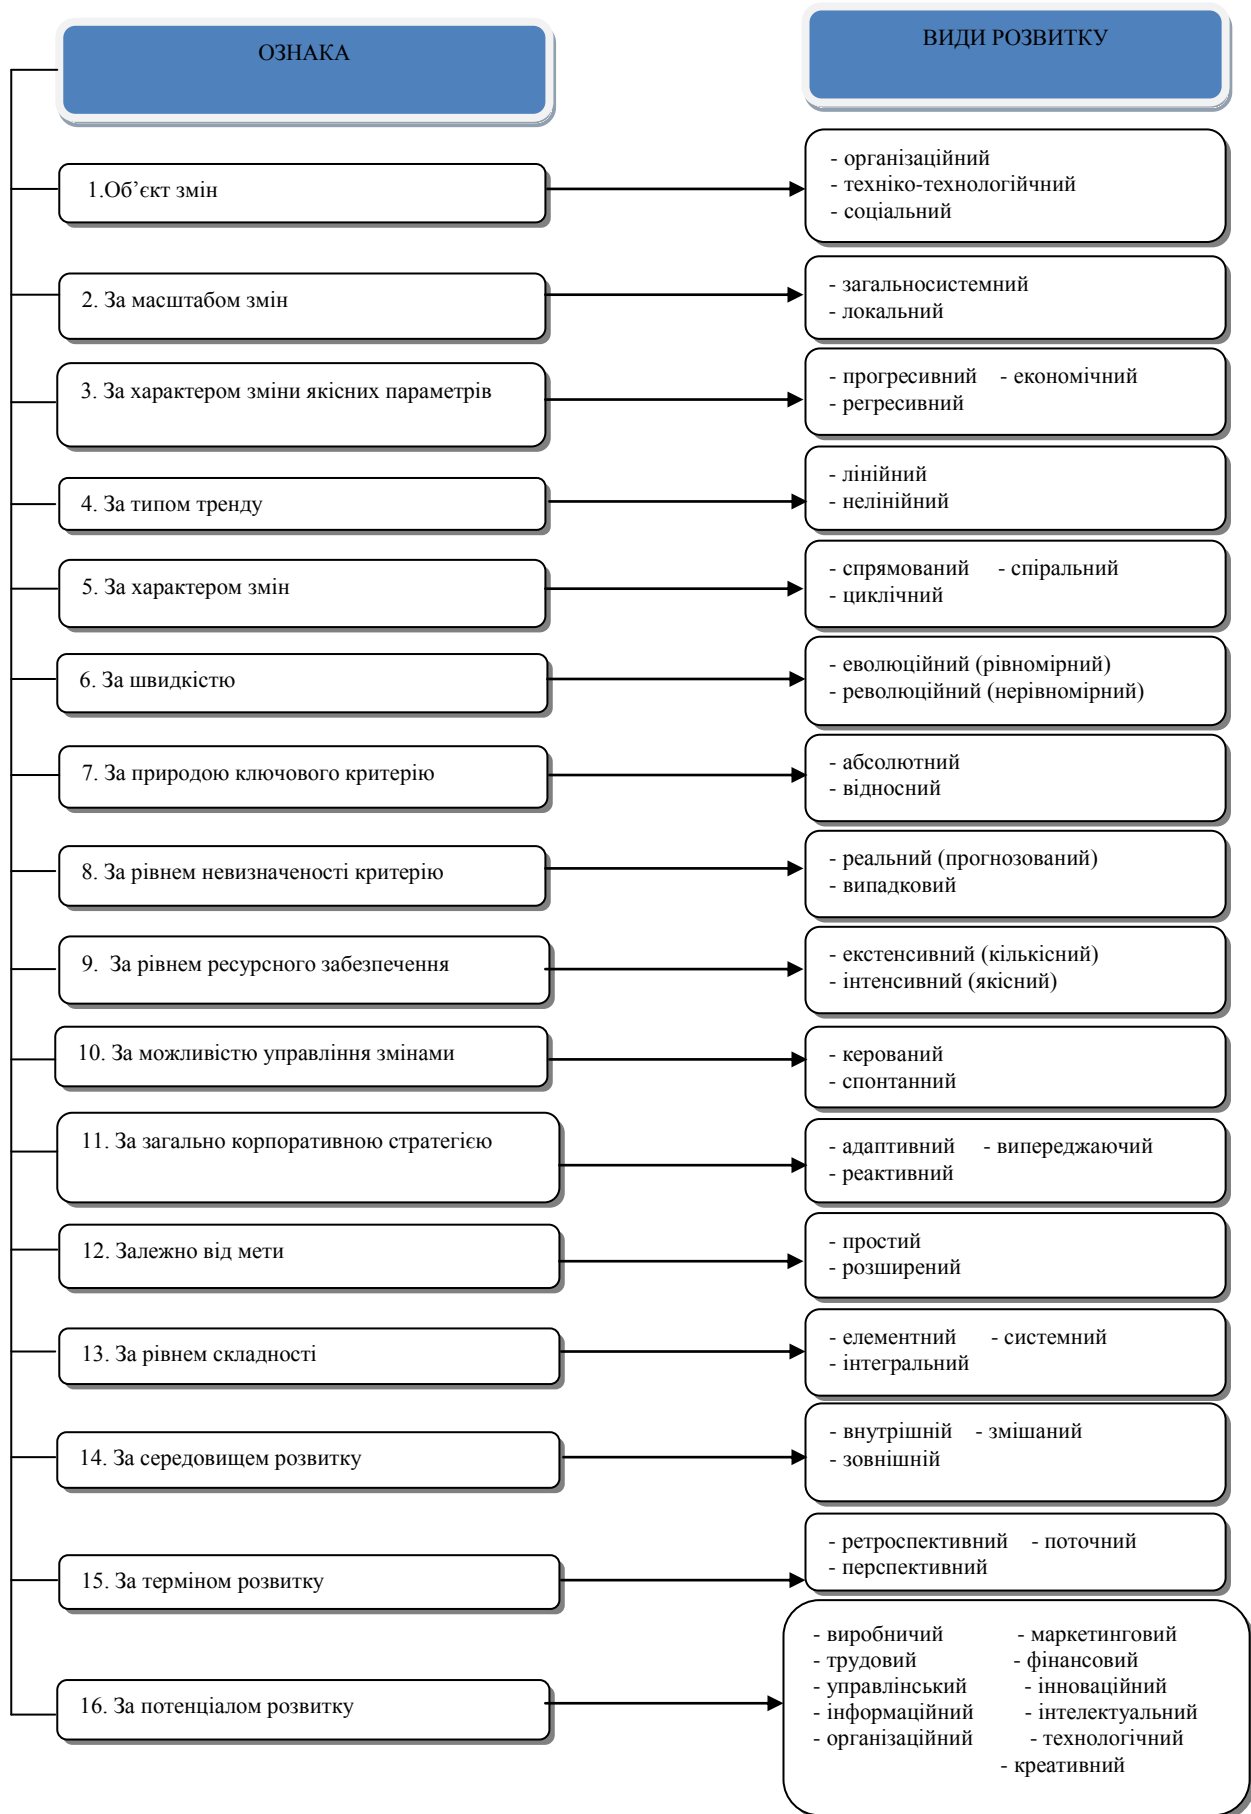 ОЗНАКА
ВИДИ РОЗВИТКУ
1.Об’єкт змін
- організаційний
- техніко-технологійчний
- соціальний
2. За масштабом змін
- загальносистемний
- локальний
3. За характером зміни якісних параметрів
- прогресивний - економічний
- регресивний
4. За типом тренду
- лінійний
- нелінійний
5. За характером змін
- спрямований - спіральний
- циклічний
6. За швидкістю
- еволюційний (рівномірний)
- революційний (нерівномірний)
7. За природою ключового критерію
- абсолютний
- відносний
8. За рівнем невизначеності критерію
- реальний (прогнозований)
- випадковий
9. За рівнем ресурсного забезпечення
- екстенсивний (кількісний)
- інтенсивний (якісний)
10. За можливістю управління змінами
- керований
- спонтанний
11. За загально корпоративною стратегією
- адаптивний - випереджаючий
- реактивний
12. Залежно від мети
- простий
- розширений
13. За рівнем складності
- елементний - системний
- інтегральний
14. За середовищем розвитку
- внутрішній - змішаний
- зовнішній
15. За терміном розвитку
- ретроспективний - поточний
- перспективний
16. За потенціалом розвитку
- виробничий - маркетинговий
- трудовий - фінансовий
- управлінський - інноваційний
- інформаційний - інтелектуальний
- організаційний - технологічний
- креативний